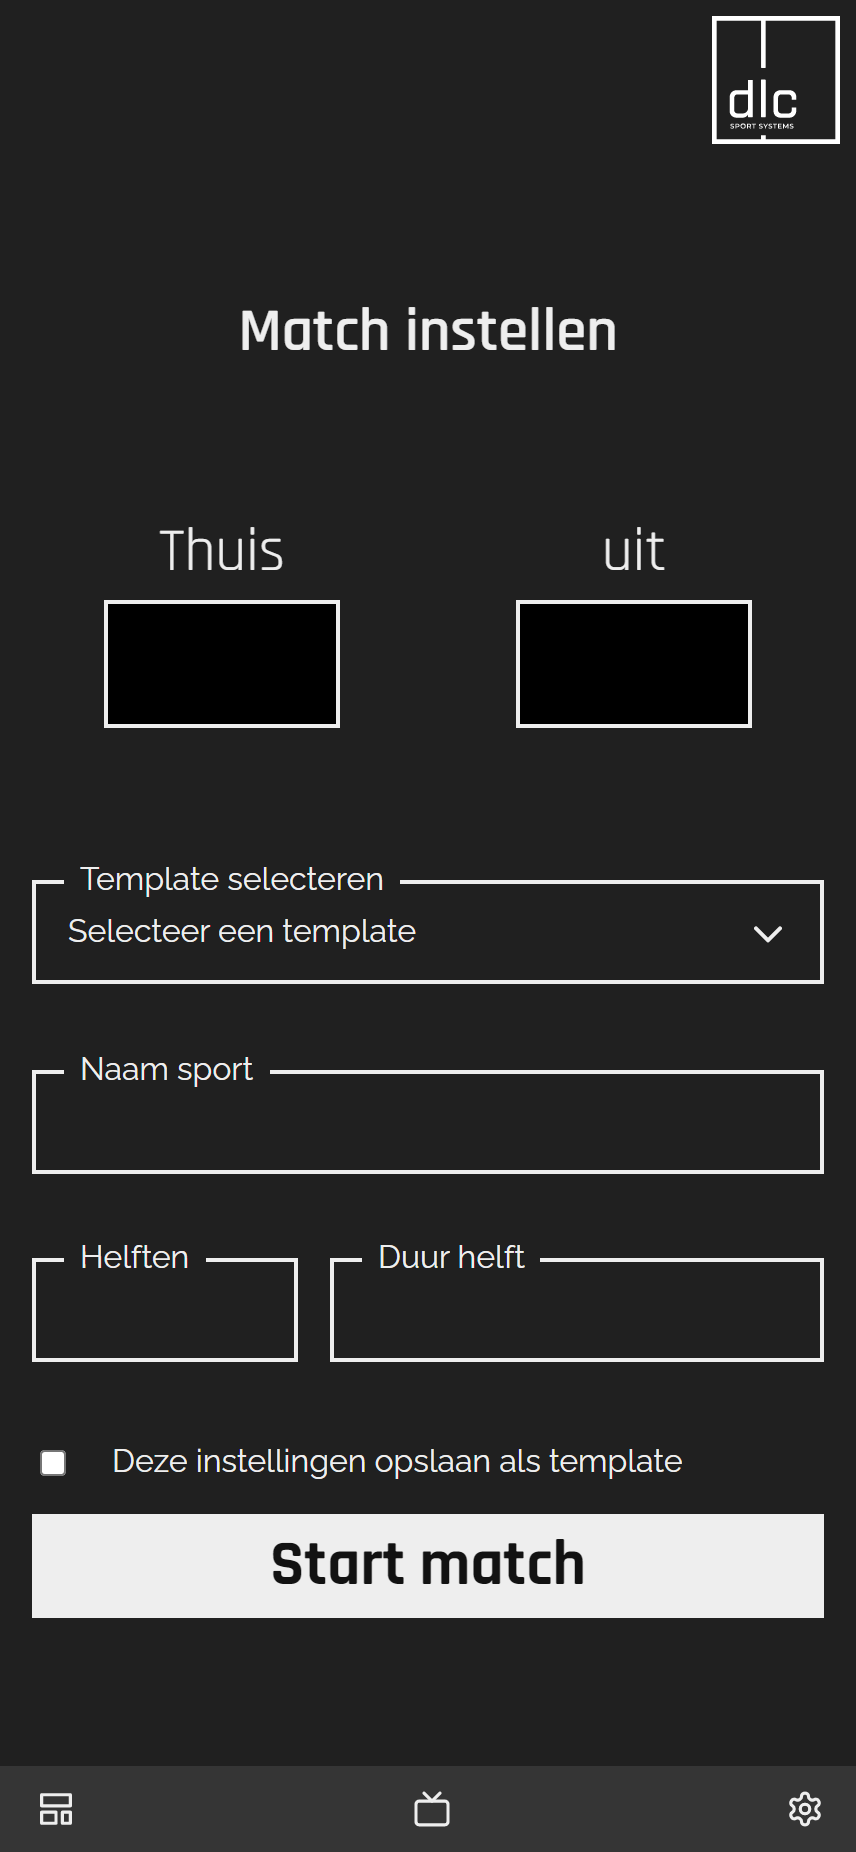 dlc
SPORT SYSTEMS
Match instellen
Thuis
uit
Template selecteren
Selecteer een template
Naam sport
Helften
Duur helft
Deze instellingen opslaan als template
Start match